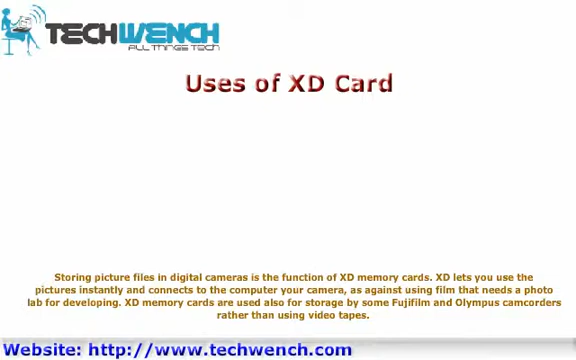 TECHWENCH
ALL THINGS TECH
Uses of XD Card
Storing picture files in digital cameras is the function of XD memory cards. XD lets you use the
pictures instantly and connects to the computer your camera, as against using film that needs a photo
lab for developing. XD memory cards are used also for storage by some Fujifilm and Olympus camcorders
rather than using video tapes.
Website: http://www.techwench.com